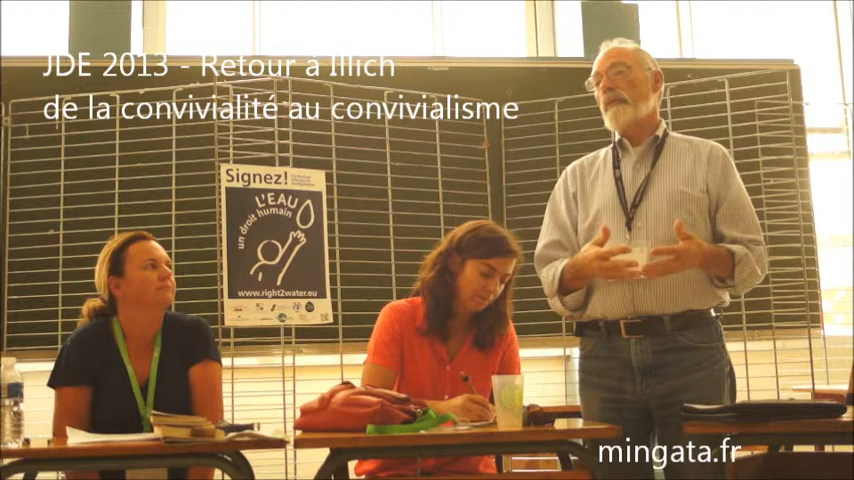 JDE 2013 - Retour à Illich
de la convivialité au convivialisme
Signez!
L'EAU
un droit humain
www.right2water.eu
mingata.fr